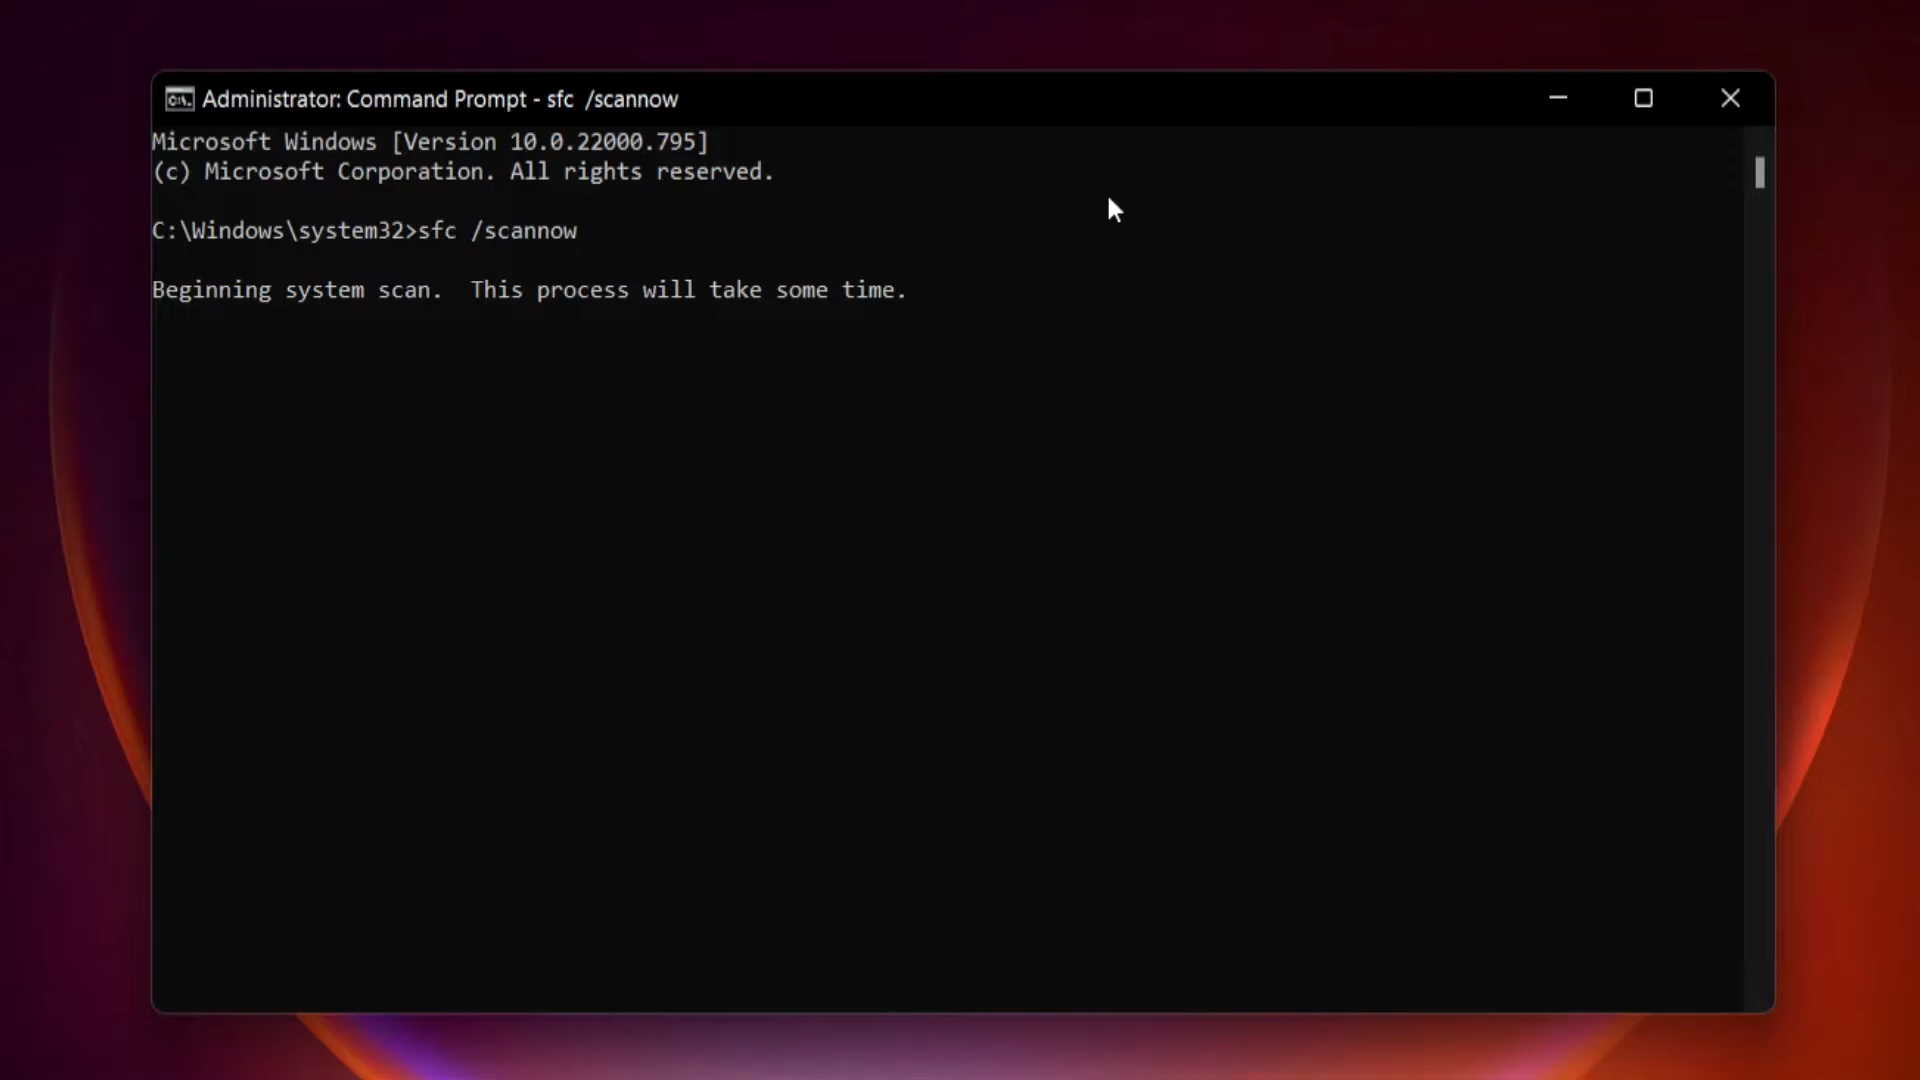 Administrator: Command Prompt - sfc  /scannow
Microsoft Windows [Version 10.0.22000.795]
(c) Microsoft Corporation. All rights reserved.
C:\Windows\system32>sfc /scannow
Beginning system scan.  This process will take some time.